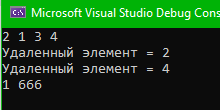 Microsoft Visual Studio Debug Cons
2 1 3 4
Удаленный элемент = 2
Удаленный элемент = 4
1 666